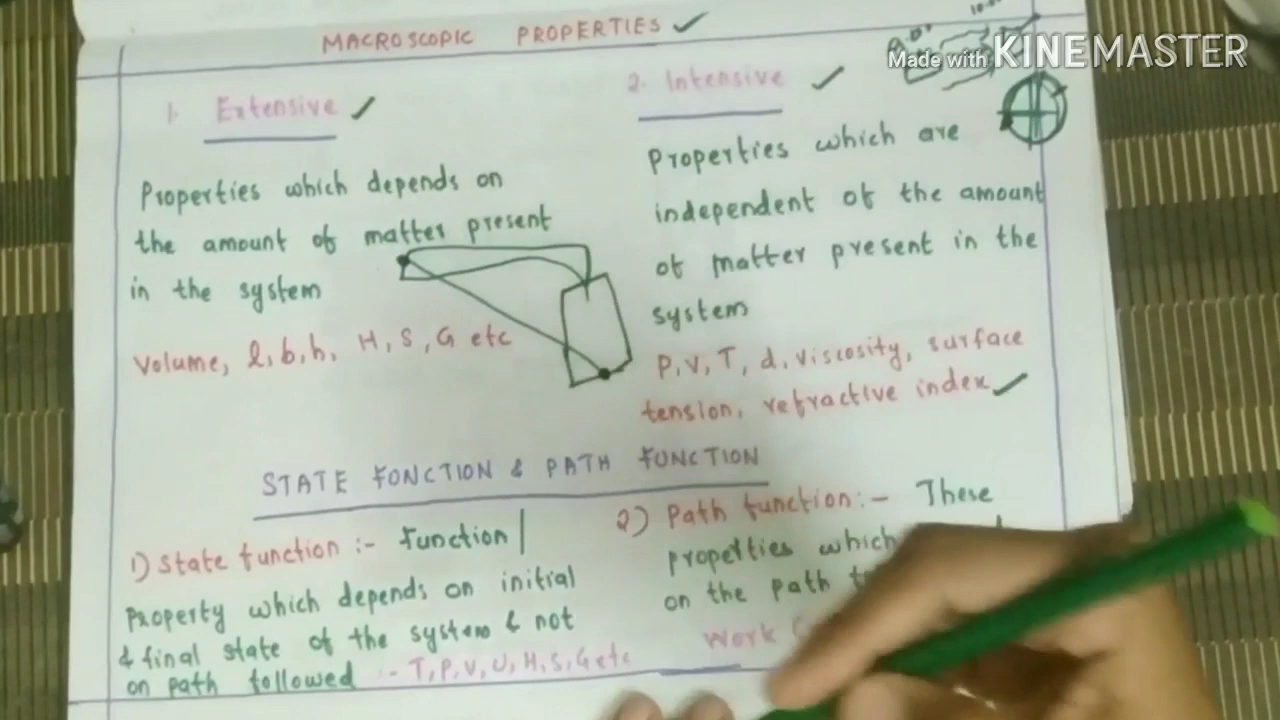 MACROSCOPIC PROPERTIES
Made with KINEMASTER
1. Extensive
2. Intensive
Properties which depends on
the amount of matter present
in the system
Volume, l, b, h, H, S, G etc
Properties which are
independent of the amount
of matter present in the
system
P, V, T, d, Viscosity, surface
tension, refractive index
STATE FUNCTION & PATH FUNCTION
1) State function :- Function |
Property which depends on initial
& final state of the system & not
on path followed :- T, P, V, U, H, S, G etc
2) Path function :- These
properties which
on the path
Work